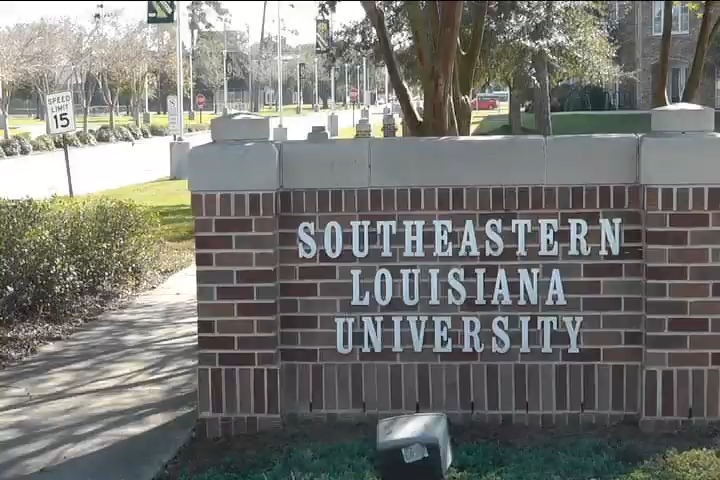 SPEED
LIMIT
15
SOUTHEASTERN
LOUISIANA
UNIVERSITY